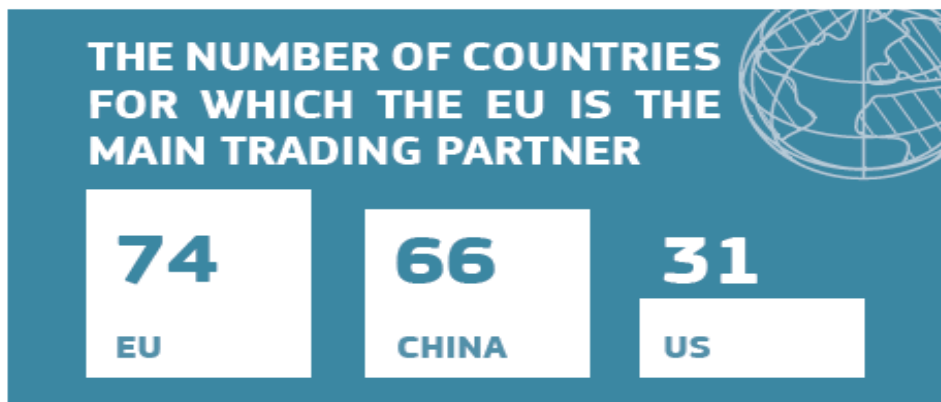 THE NUMBER OF COUNTRIES
FOR WHICH THE EU IS THE
MAIN TRADING PARTNER
74
66
31
EU
CHINA
US